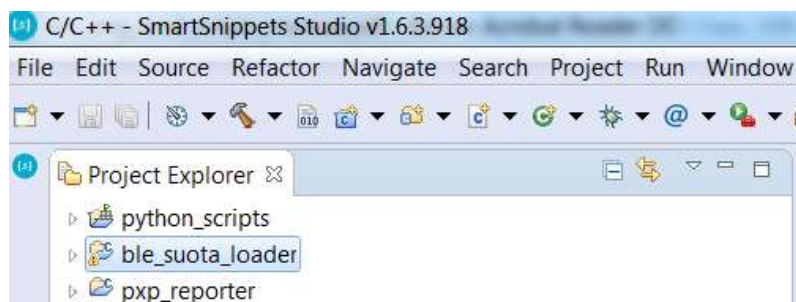 C/C++ - SmartSnippets Studio v1.6.3.918
File Edit Source Refactor Navigate Search Project Run Window
010
Project Explorer
python_scripts
ble_suota_loader
pxp_reporter